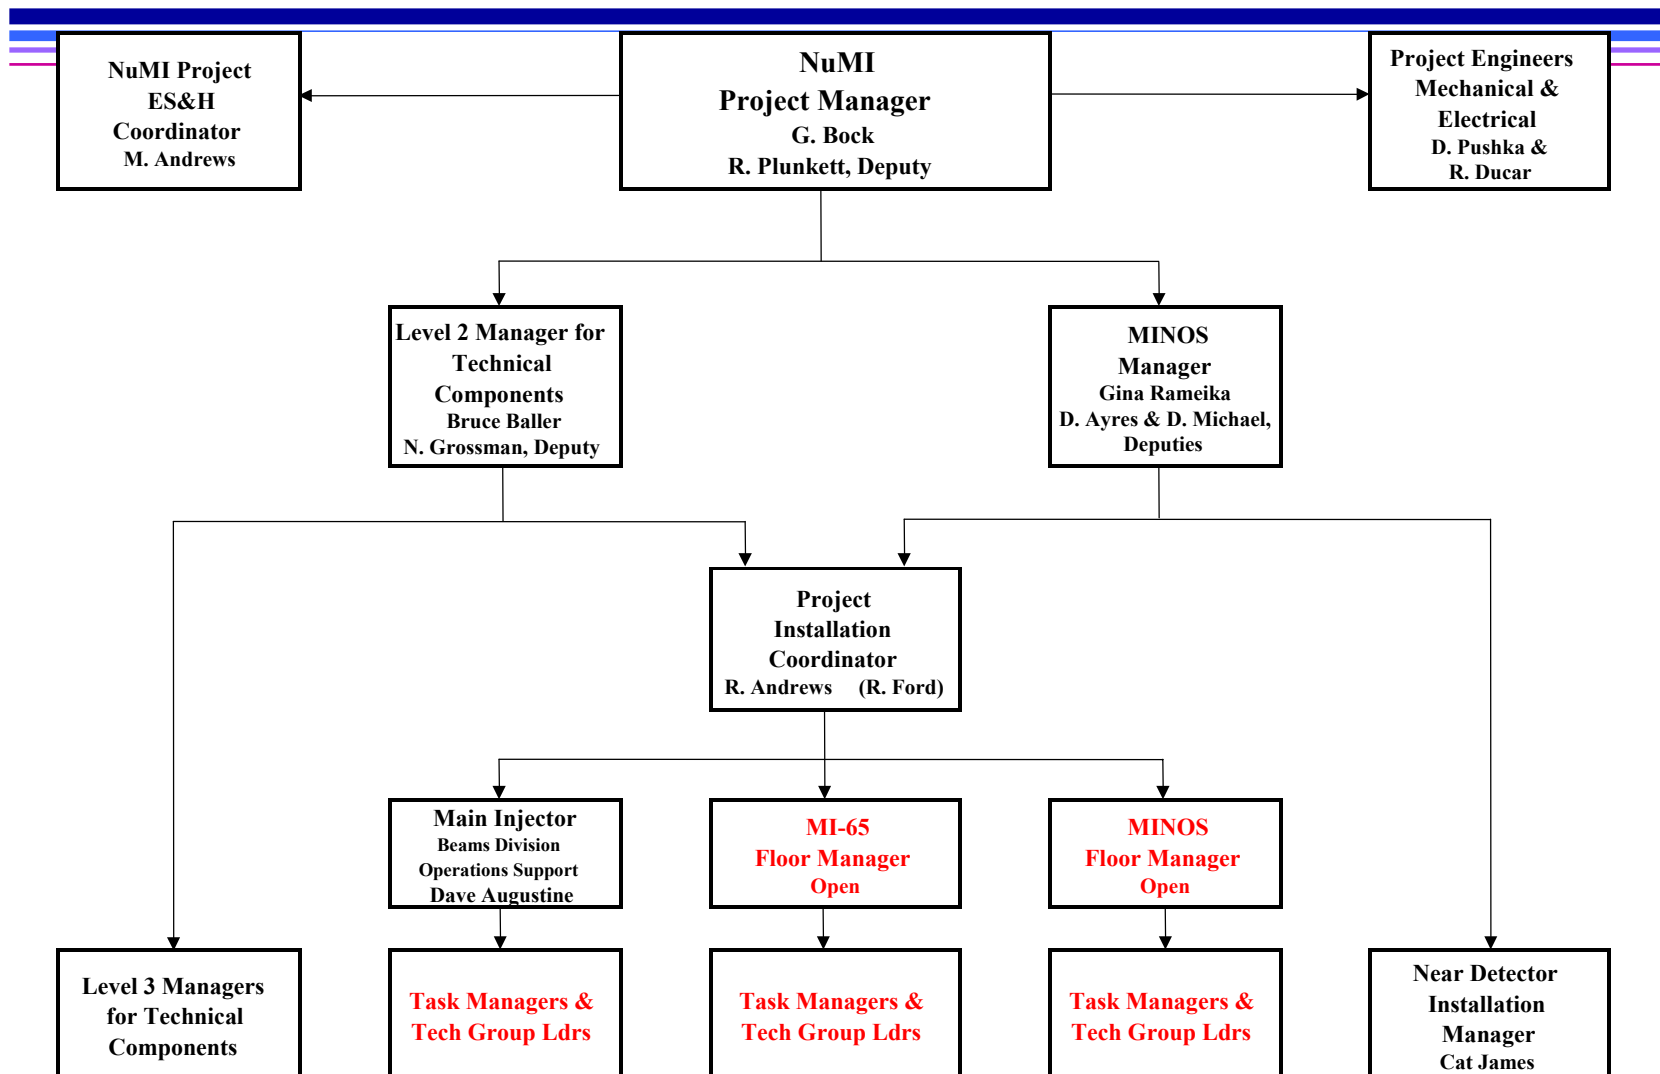 NuMI Project
ES&H
Coordinator
M. Andrews
NuMI
Project Manager
G. Bock
R. Plunkett, Deputy
Project Engineers
Mechanical &
Electrical
D. Pushka &
R. Ducar
Level 2 Manager for
Technical
Components
Bruce Baller
N. Grossman, Deputy
MINOS
Manager
Gina Rameika
D. Ayres & D. Michael,
Deputies
Project
Installation
Coordinator
R. Andrews (R. Ford)
Main Injector
Beams Division
Operations Support
Dave Augustine
MI-65
Floor Manager
Open
MINOS
Floor Manager
Open
Level 3 Managers
for Technical
Components
Task Managers &
Tech Group Ldrs
Task Managers &
Tech Group Ldrs
Task Managers &
Tech Group Ldrs
Near Detector
Installation
Manager
Cat James